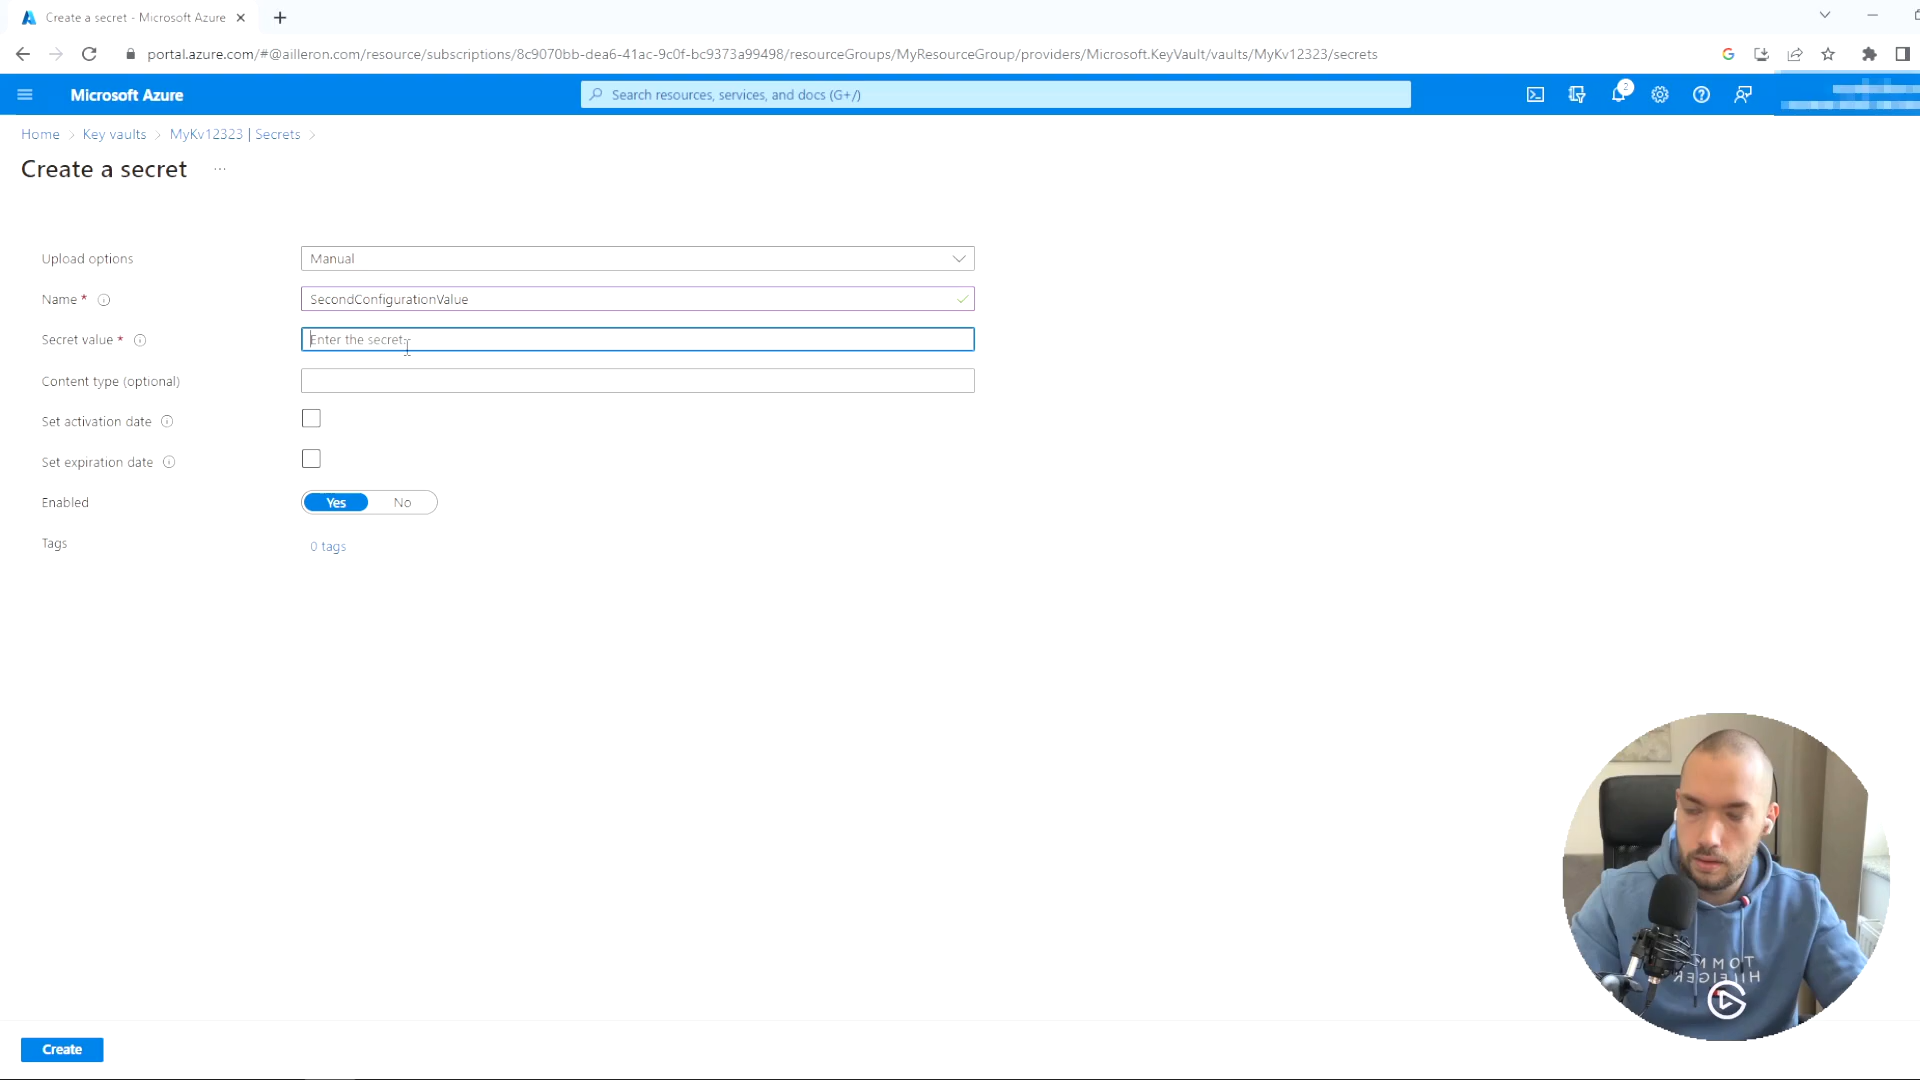 Create a secret - Microsoft Azure
portal.azure.com/#@ailleron.com/resource/subscriptions/8c9070bb-dea6-41ac-9c0f-bc9373a99498/resourceGroups/MyResourceGroup/providers/Microsoft.KeyVault/vaults/MyKv12323/secrets
Microsoft Azure
Search resources, services, and docs (G+/)
2
Home > Key vaults > MyKv12323 | Secrets >
Create a secret ...
Upload options
Manual
Name *
SecondConfigurationValue
Secret value *
Enter the secret.
Content type (optional)
Set activation date
Set expiration date
Enabled
Yes No
Tags
0 tags
TOMM
HILFIGER
Create